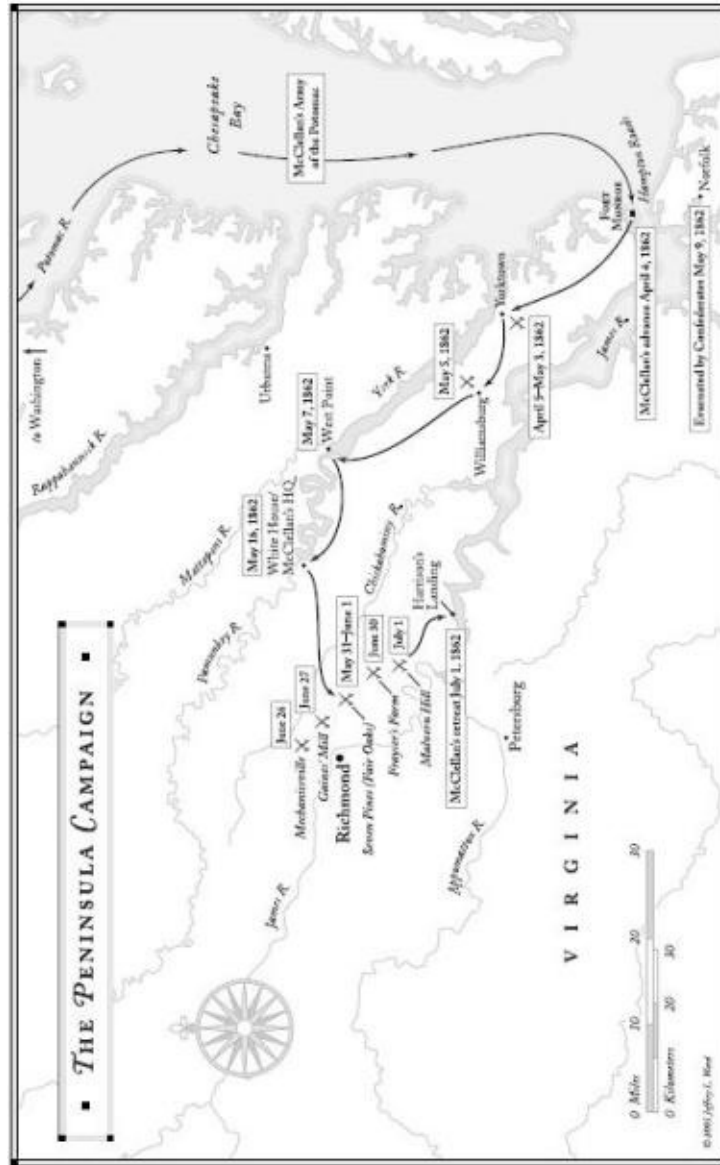 THE PENINSULA CAMPAIGN
to Washington
Potomac R.
Chesapeake
Bay
McClellan's Army
of the Potomac
Rappahannock R.
Urbanna
Mattapani R.
Pamunkey R.
May 16, 1862
White House/
McClellan's HQ
May 7, 1862
West Point
York R.
May 5, 1862
Williamsburg
Yorktown
April 5–May 3, 1862
FORT
MONROE
Hampton Roads
McClellan's advance April 4, 1862
Norfolk
Evacuated by Confederates May 9, 1862
James R.
Chickahominy R.
June 26
Mechanicsville
June 27
Gaines' Mill
Richmond
May 31–June 1
Seven Pines (Fair Oaks)
June 30
Frayser's Farm
July 1
Malvern Hill
Harrison's
Landing
McClellan's retreat July 1, 1862
James R.
Petersburg
Appomattox R.
VIRGINIA
0 Miles 10 20 30
0 Kilometers 20 30
© 2005 Jeffrey L. Ward